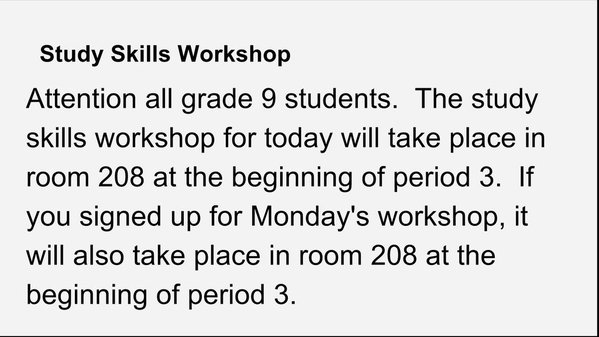 Study Skills Workshop
Attention all grade 9 students.  The study
skills workshop for today will take place in
room 208 at the beginning of period 3.  If
you signed up for Monday's workshop, it
will also take place in room 208 at the
beginning of period 3.